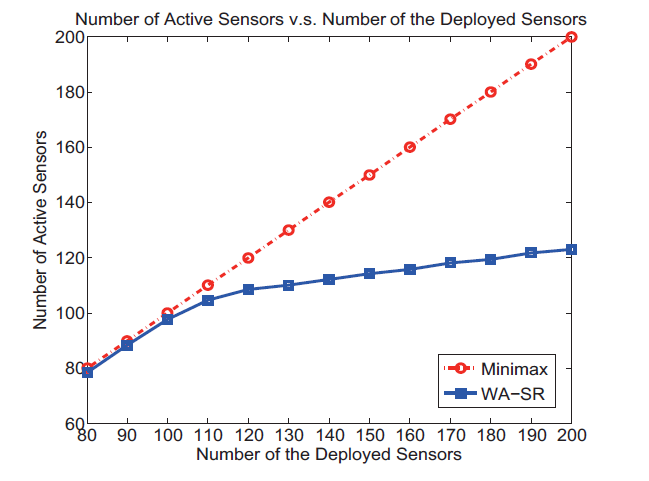 Number of Active Sensors v.s. Number of the Deployed Sensors
200
180
160
140
120
100
80
60
Number of Active Sensors
Minimax
WA−SR
80 90 100 110 120 130 140 150 160 170 180 190 200
Number of the Deployed Sensors